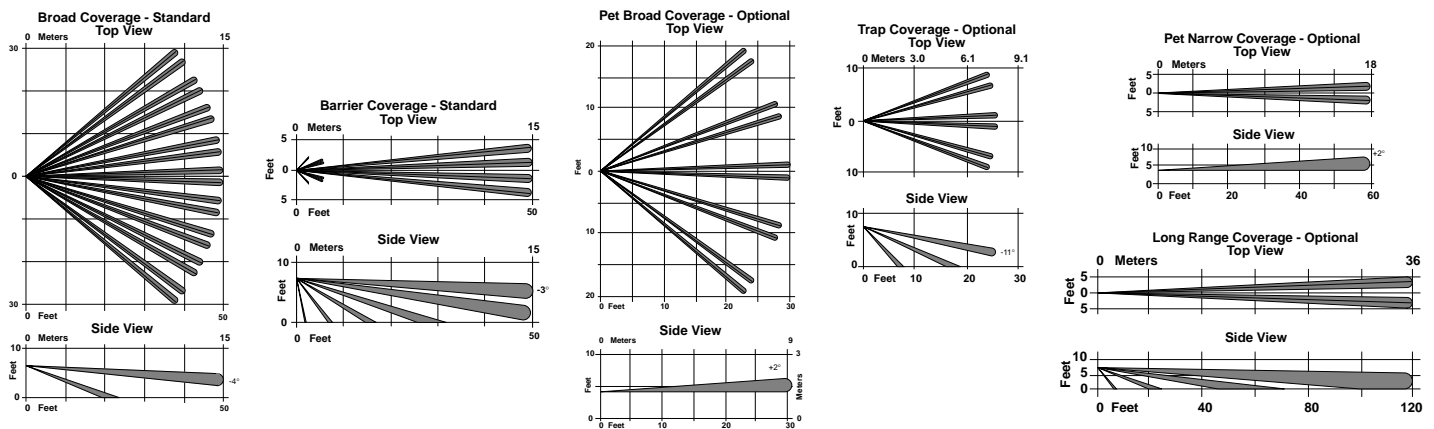 Broad Coverage - Standard
Top View
0 Meters 15
30
0
30
0 50
Feet
Side View
0 Meters 15
10
Feet
0
0 Feet 50
-4°
Barrier Coverage - Standard
Top View
0 Meters 15
5
Feet
0
5
0 Feet 50
Side View
0 Meters 15
10
Feet
0
0 Feet 50
-3°
Pet Broad Coverage - Optional
Top View
0 Meters
20
10
Feet
0
10
20
0 Feet 10 20 30
Side View
0 Meters 9
10 3
Feet
5
Meters
0 0
0 Feet 10 20 30
+2°
Trap Coverage - Optional
Top View
0 Meters 3.0 6.1 9.1
10
Feet
0
10
Side View
10
Feet
0
0 Feet 10 20 30
-11°
Pet Narrow Coverage - Optional
Top View
0 Meters 18
5
Feet
0
5
Side View
10
Feet
5
0
0 Feet 20 40 60
+2°
Long Range Coverage - Optional
Top View
0 Meters 36
5
Feet
0
5
Side View
10
Feet
5
0
0 Feet 40 80 120